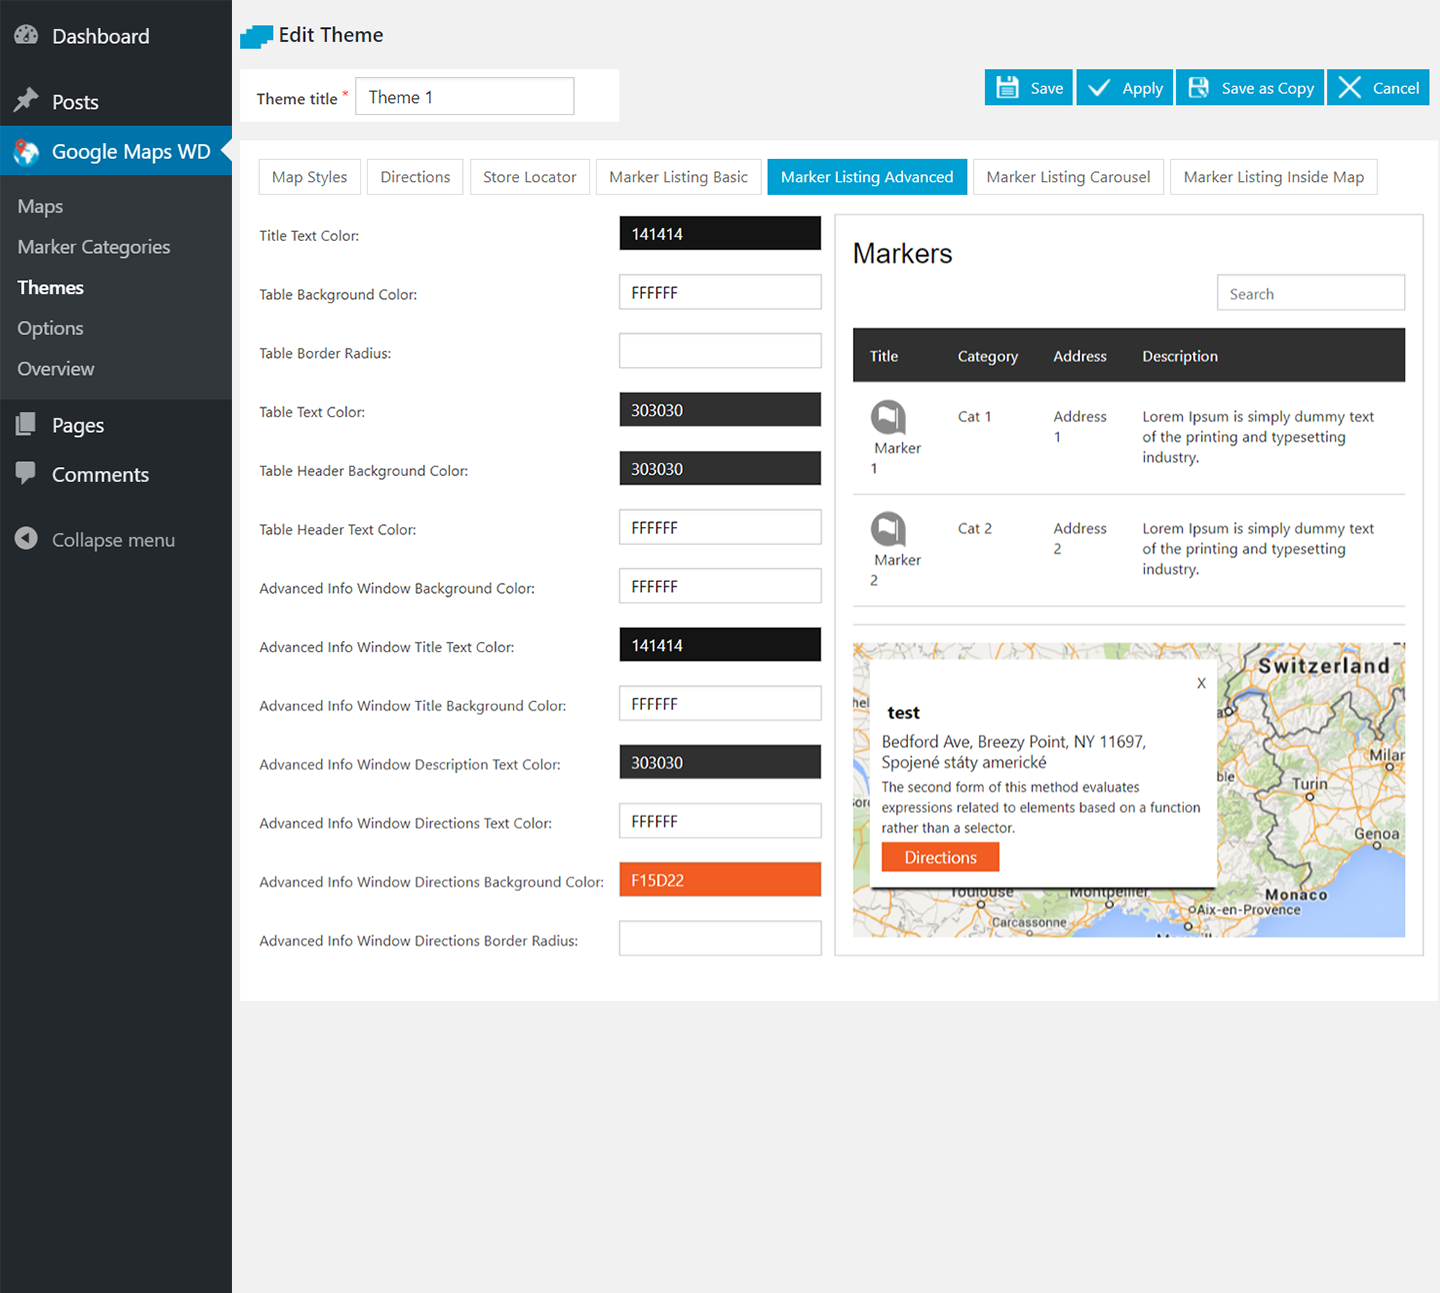 Dashboard
Posts
Google Maps WD
Maps
Marker Categories
Themes
Options
Overview
Pages
Comments
Collapse menu
Edit Theme
Theme title * Theme 1
Save
Apply
Save as Copy
Cancel
Map Styles
Directions
Store Locator
Marker Listing Basic
Marker Listing Advanced
Marker Listing Carousel
Marker Listing Inside Map
Title Text Color: 141414
Table Background Color: FFFFFF
Table Border Radius:
Table Text Color: 303030
Table Header Background Color: 303030
Table Header Text Color: FFFFFF
Advanced Info Window Background Color: FFFFFF
Advanced Info Window Title Text Color: 141414
Advanced Info Window Title Background Color: FFFFFF
Advanced Info Window Description Text Color: 303030
Advanced Info Window Directions Text Color: FFFFFF
Advanced Info Window Directions Background Color: F15D22
Advanced Info Window Directions Border Radius:
Markers
Search
Title Category Address Description
Marker
1
Cat 1
Address
1
Lorem Ipsum is simply dummy text
of the printing and typesetting
industry.
Marker
2
Cat 2
Address
2
Lorem Ipsum is simply dummy text
of the printing and typesetting
industry.
Switzerland
X
test
Bedford Ave, Breezy Point, NY 11697,
Spojené státy americké
The second form of this method evaluates
expressions related to elements based on a function
rather than a selector.
Directions
Milan
Turin
Genoa
Toulouse
Montpellier
Monaco
Aix-en-Provence
Carcassonne